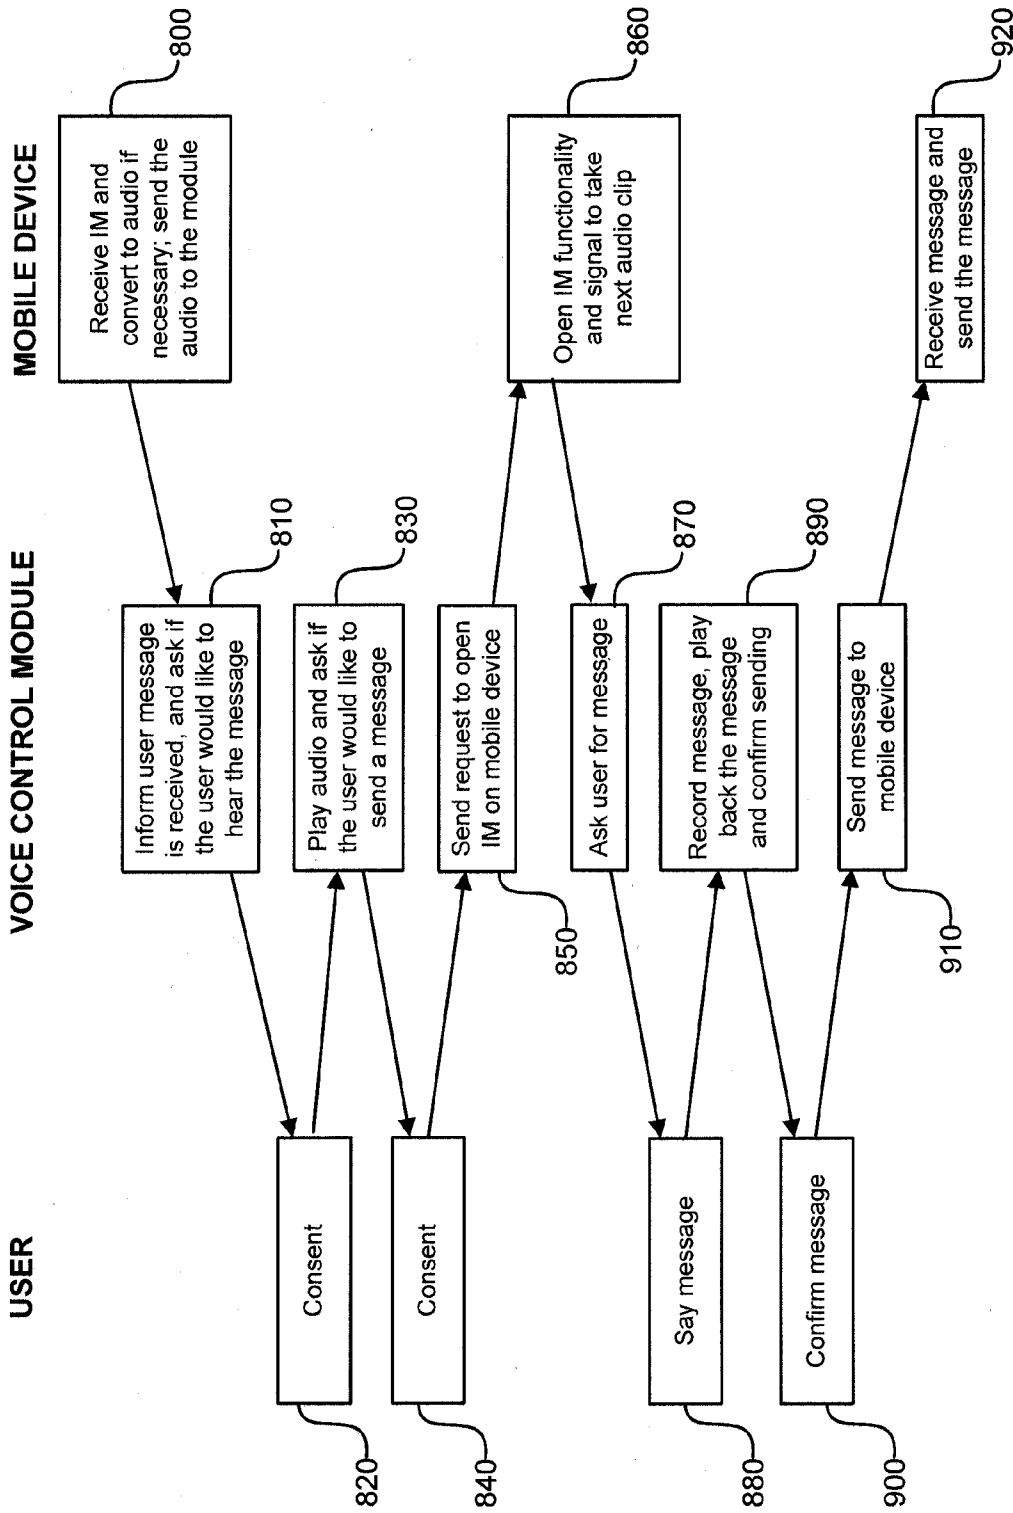 USER
VOICE CONTROL MODULE
MOBILE DEVICE
Receive IM and
convert to audio if
necessary; send the
audio to the module
800
Inform user message
is received, and ask if
the user would like to
hear the message
810
Consent
820
Play audio and ask if
the user would like to
send a message
830
Consent
840
Send request to open
IM on mobile device
850
Open IM functionality
and signal to take
next audio clip
860
Ask user for message
870
Say message
880
Record message, play
back the message
and confirm sending
890
Confirm message
900
Send message to
mobile device
910
Receive message and
send the message
920